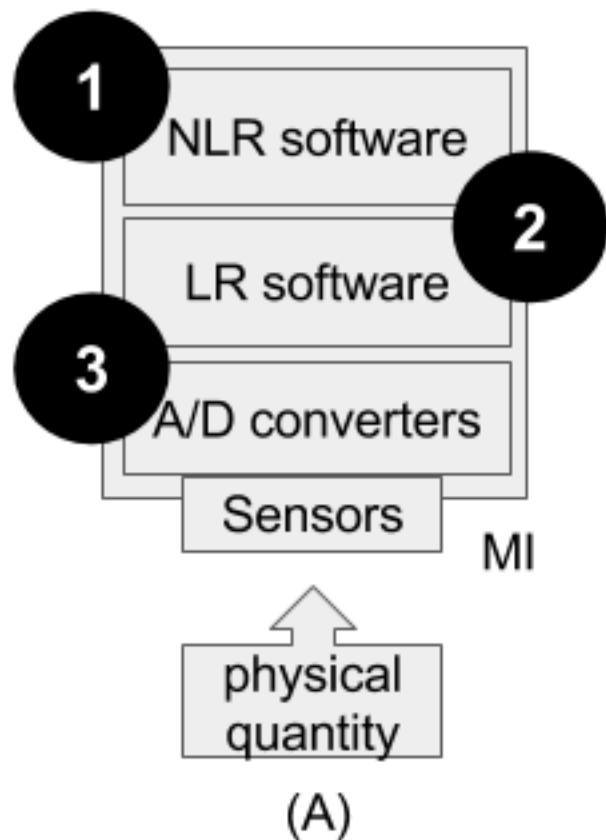 1
NLR software
2
LR software
3
A/D converters
Sensors
MI
physical
quantity
(A)